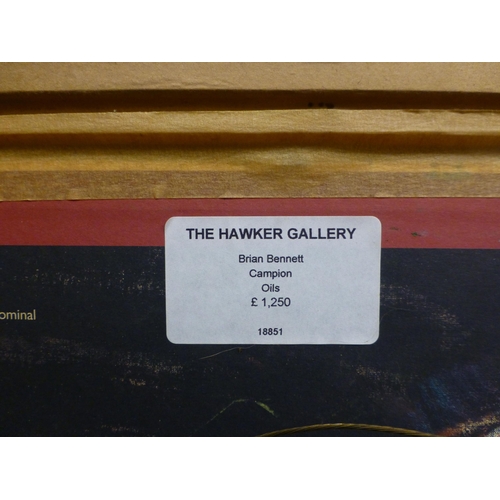 THE HAWKER GALLERY
Brian Bennett
Campion
Oils
£ 1,250
18851
ominal